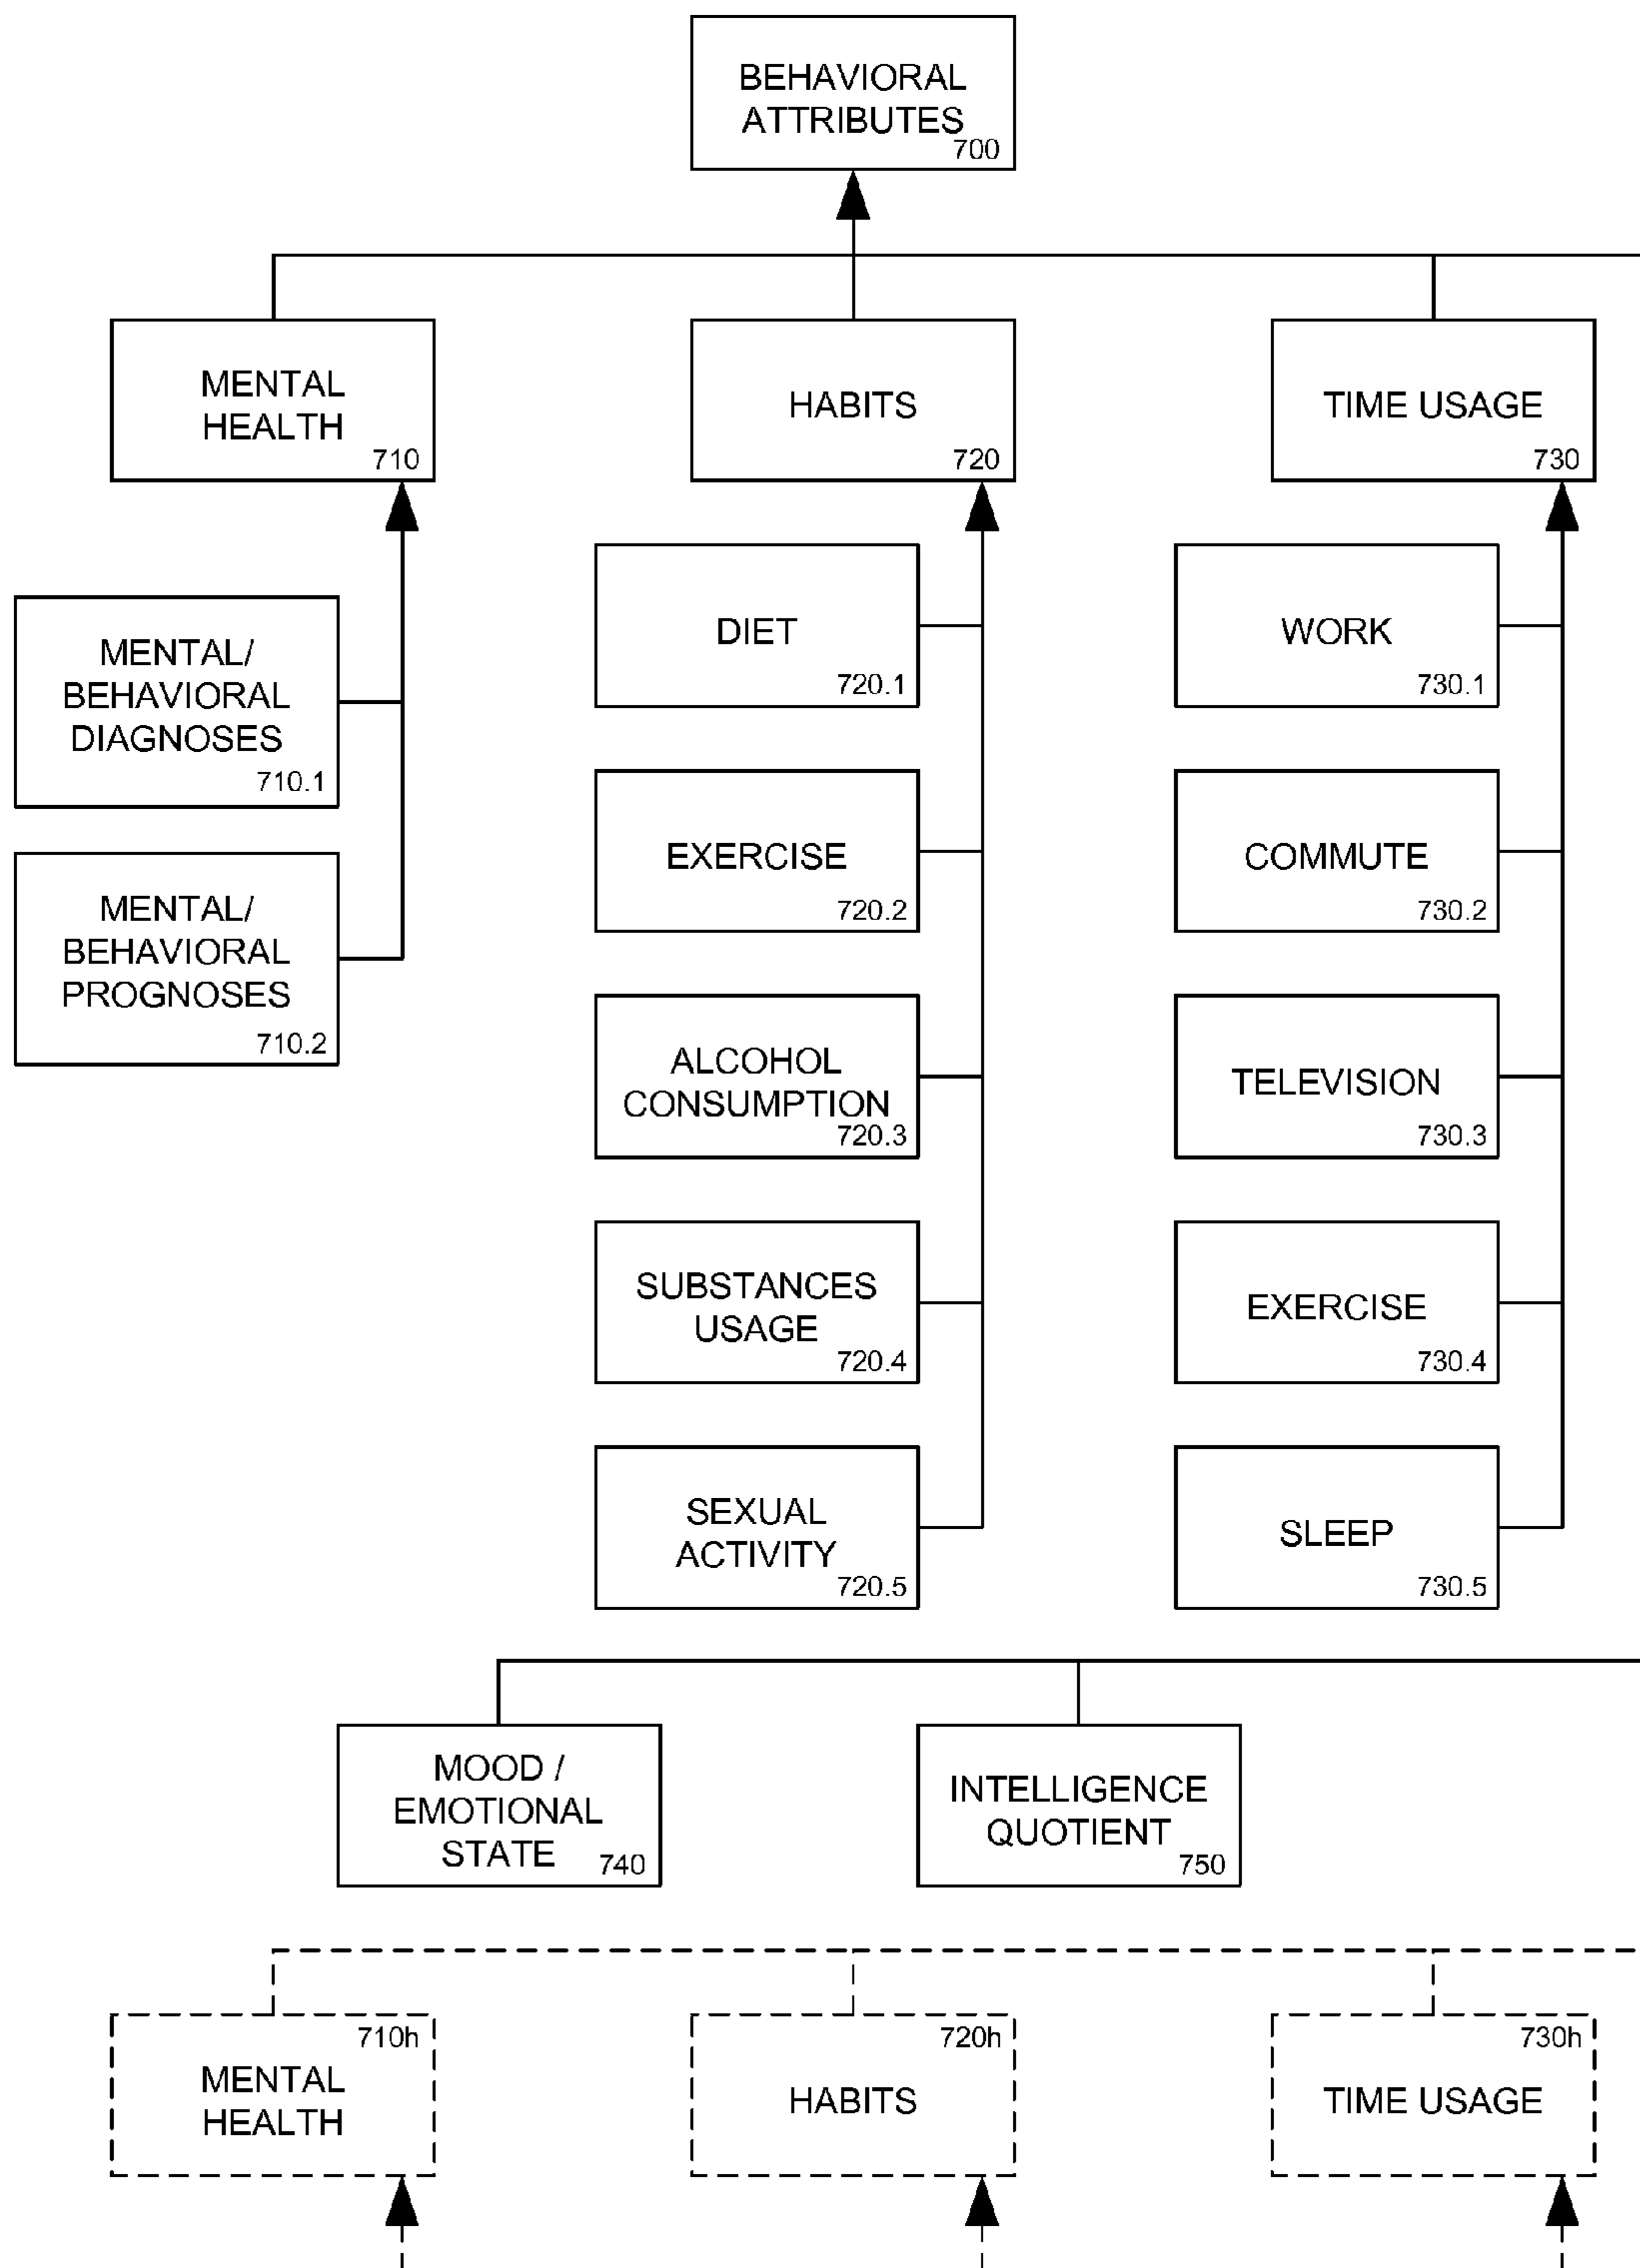 BEHAVIORAL
ATTRIBUTES
700
MENTAL
HEALTH
710
HABITS
720
TIME USAGE
730
MENTAL/
BEHAVIORAL
DIAGNOSES
710.1
MENTAL/
BEHAVIORAL
PROGNOSES
710.2
DIET
720.1
EXERCISE
720.2
ALCOHOL
CONSUMPTION
720.3
SUBSTANCES
USAGE
720.4
SEXUAL
ACTIVITY
720.5
WORK
730.1
COMMUTE
730.2
TELEVISION
730.3
EXERCISE
730.4
SLEEP
730.5
MOOD /
EMOTIONAL
STATE
740
INTELLIGENCE
QUOTIENT
750
710h
MENTAL
HEALTH
720h
HABITS
730h
TIME USAGE